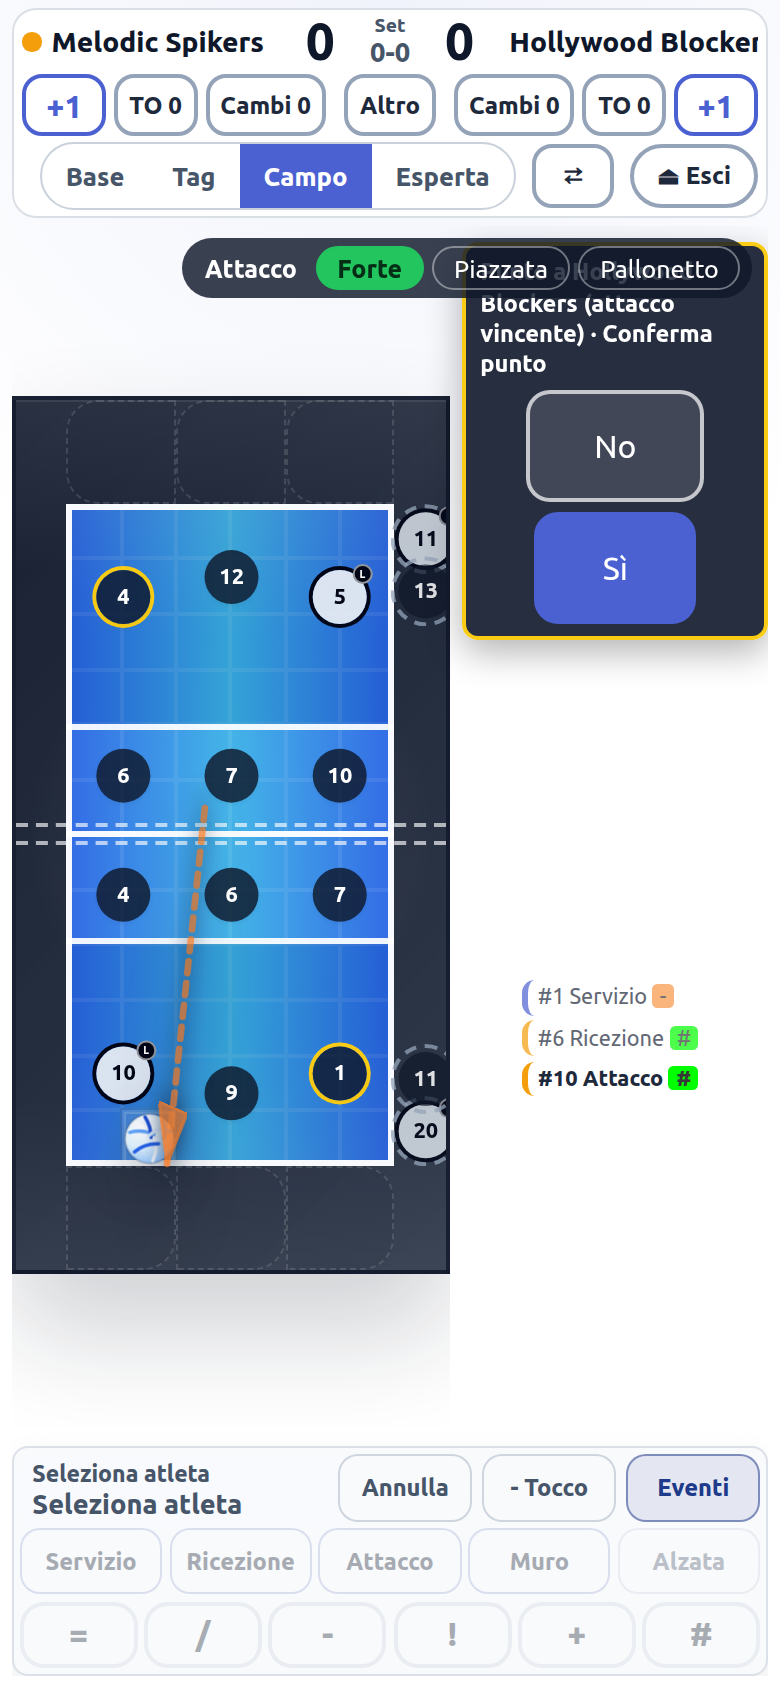 Melodic Spikers 0 Set 0 Hollywood Blocker
0-0
+1 TO 0 Cambi 0 Altro Cambi 0 TO 0 +1
Base Tag Campo Esperta ⇄ ⏏ Esci
Attacco Forte Piazzata Pallonetto
Blockers (attacco
vincente) · Conferma
punto
No
Sì
11
12
4 5 L
13
6 7 10
4 6 7
#1 Servizio -
#6 Ricezione #
#10 Attacco #
L
10 9 1
11
20
Seleziona atleta
Seleziona atleta
Annulla - Tocco Eventi
Servizio Ricezione Attacco Muro Alzata
= / - ! + #